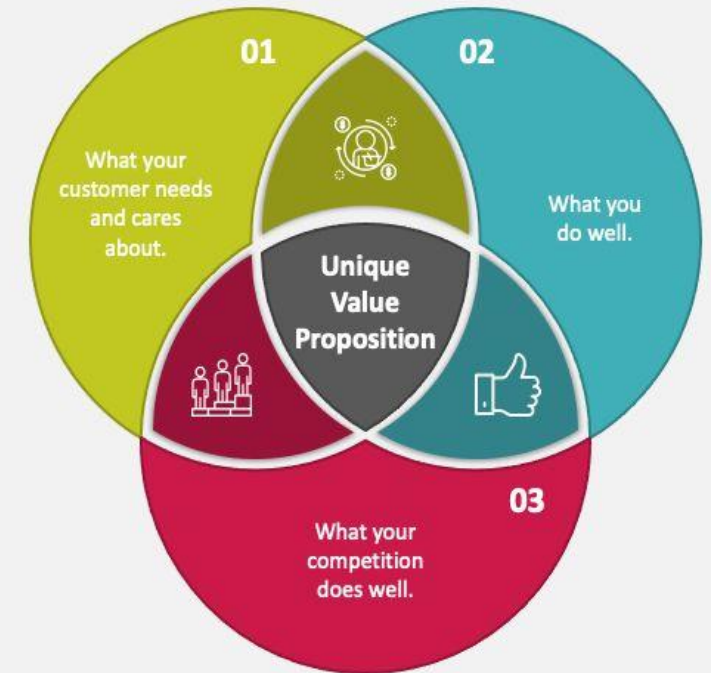 01
What your
customer needs
and cares
about.
02
What you
do well.
Unique
Value
Proposition
03
What your
competition
does well.